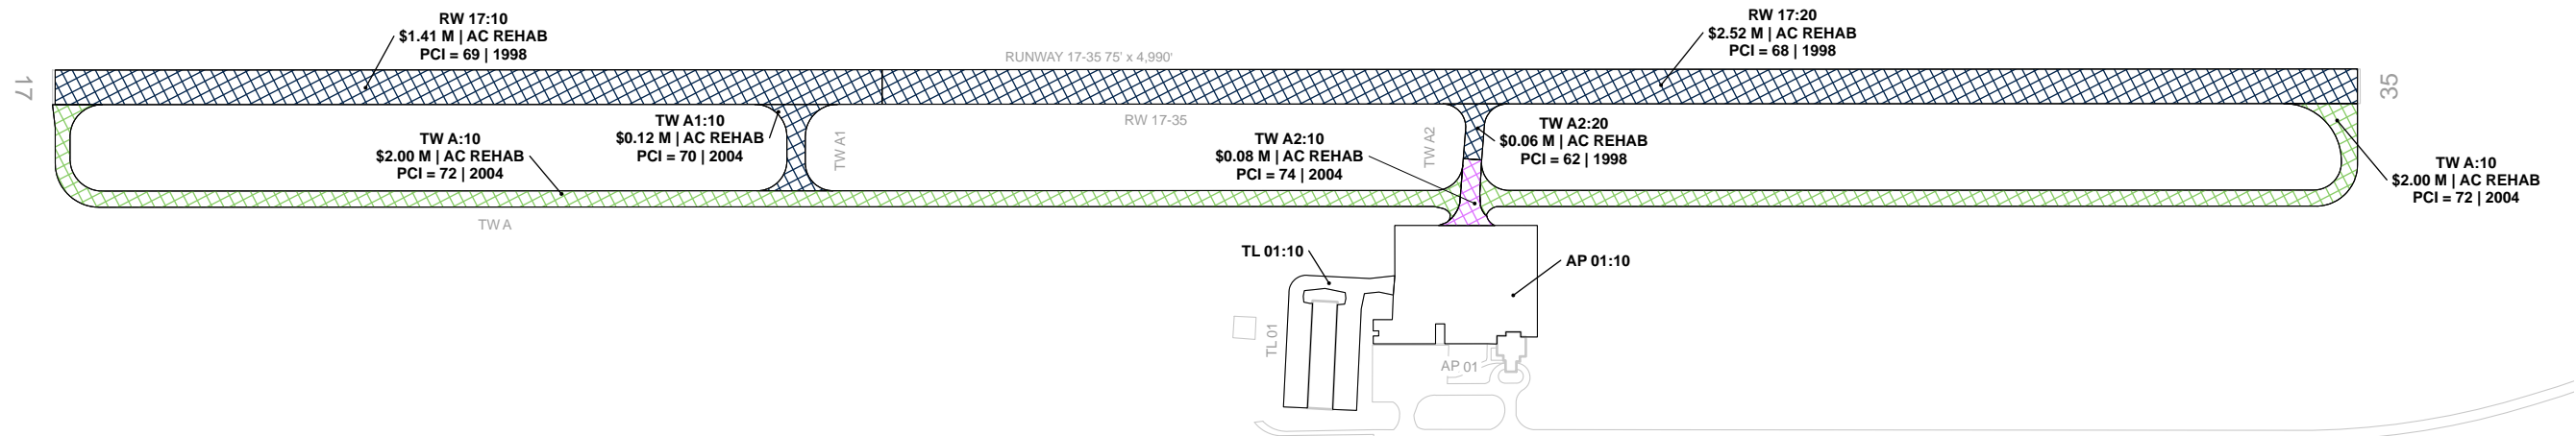 RW 17:10
$1.41 M | AC REHAB
PCI = 69 | 1998
RW 17:20
$2.52 M | AC REHAB
PCI = 68 | 1998
RUNWAY 17-35 75' x 4,990'
17
35
TW A1:10
$0.12 M | AC REHAB
PCI = 70 | 2004
TW A:10
$2.00 M | AC REHAB
PCI = 72 | 2004
TW A1
RW 17-35
TW A2:10
$0.08 M | AC REHAB
PCI = 74 | 2004
TW A2
TW A2:20
$0.06 M | AC REHAB
PCI = 62 | 1998
TW A:10
$2.00 M | AC REHAB
PCI = 72 | 2004
TW A
TL 01:10
AP 01:10
TL 01
AP 01